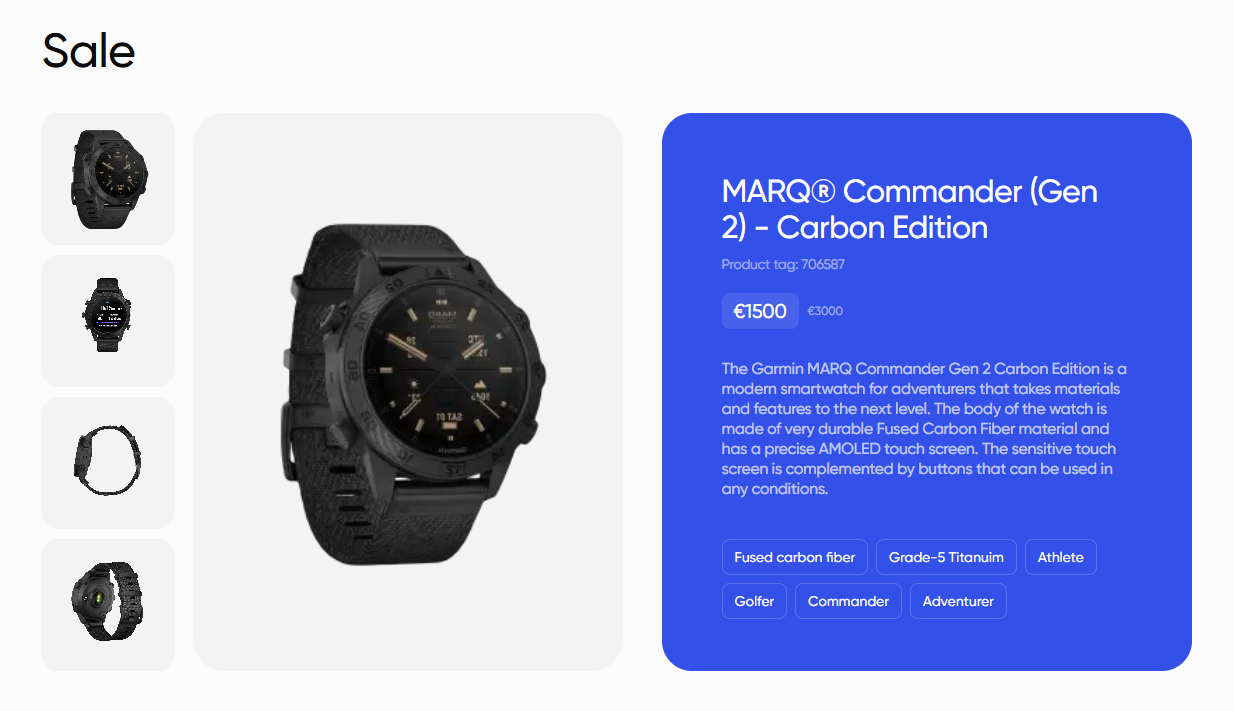 Sale
MARQ® Commander (Gen
2) - Carbon Edition
Product tag: 706587
€1500 €3000
The Garmin MARQ Commander Gen 2 Carbon Edition is a
modern smartwatch for adventurers that takes materials
and features to the next level. The body of the watch is
made of very durable Fused Carbon Fiber material and
has a precise AMOLED touch screen. The sensitive touch
screen is complemented by buttons that can be used in
any conditions.
Fused carbon fiber Grade-5 Titanuim Athlete
Golfer Commander Adventurer